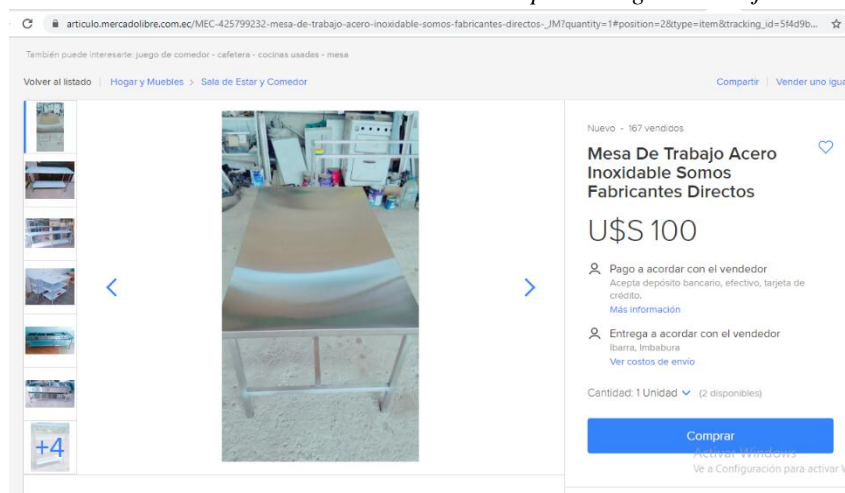 articulo.mercadolibre.com.ec/MEC-425799232-mesa-de-trabajo-acero-inoxidable-somos-fabricantes-directos-_JM?quantity=1#position=2&type=item&tracking_id=5f4d9b...
También puede interesarte: juego de comedor - cafetera - cocinas usadas - mesa
Volver al listado | Hogar y Muebles > Sala de Estar y Comedor
Compartir | Vender uno igual
Nuevo - 167 vendidos
Mesa De Trabajo Acero
Inoxidable Somos
Fabricantes Directos
U$S 100
Pago a acordar con el vendedor
Acepta depósito bancario, efectivo, tarjeta de
crédito.
Más información
Entrega a acordar con el vendedor
Ibarra, Imbabura
Ver costos de envío
Cantidad: 1 Unidad (2 disponibles)
+4
Comprar
Activar Windows
Ve a Configuración para activar